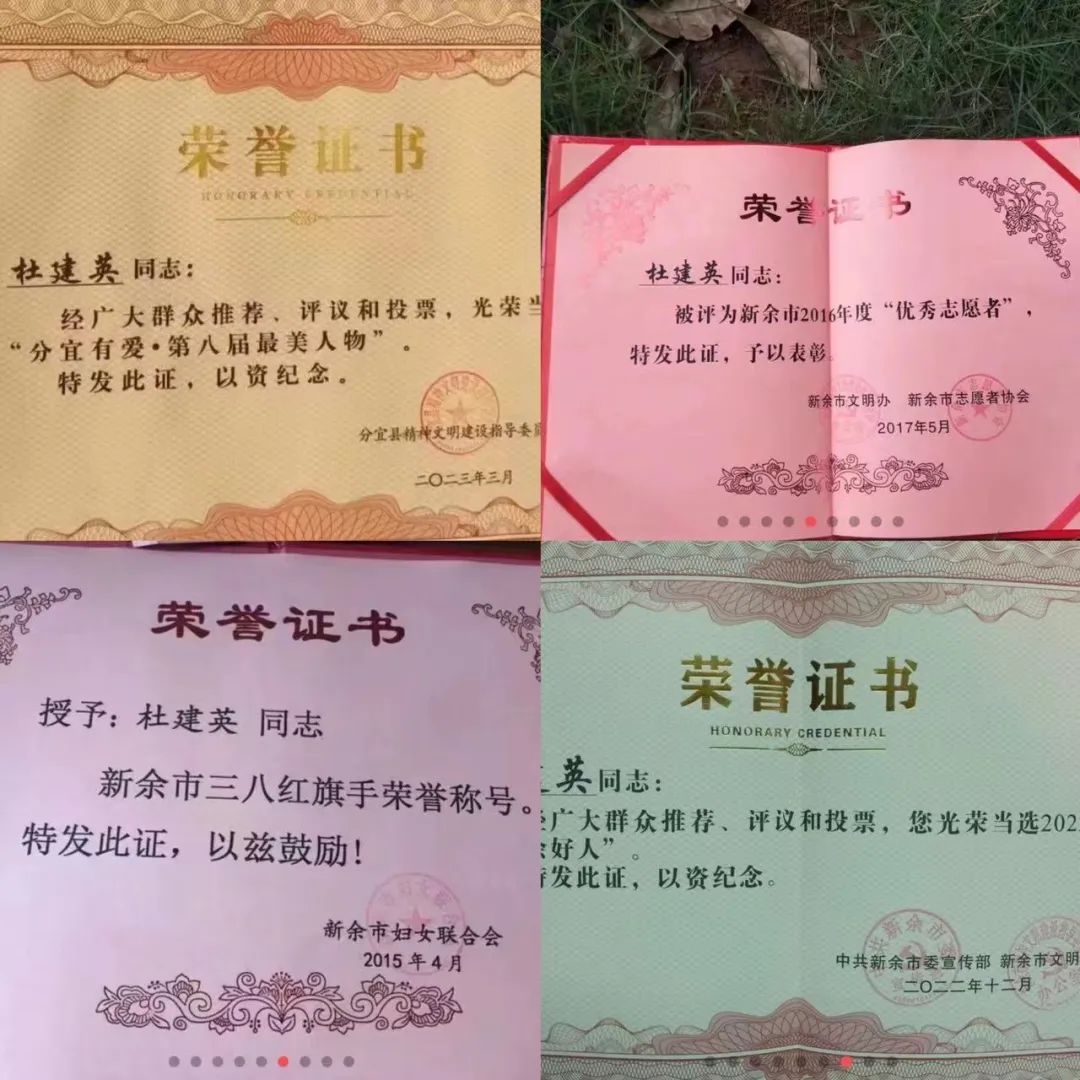 荣誉证书
HONORARY CREDENTIAL
杜建英同志：
经广大群众推荐、评议和投票，光荣当
“分宜有爱•第八届最美人物”。
特发此证，以资纪念。
分宜县精神文明建设指导委员
二〇二三年三月
荣誉证书
杜建英同志：
被评为新余市2016年度“优秀志愿者”，
特发此证，予以表彰。
新余市文明办 新余市志愿者协会
2017年5月
荣誉证书
授予：杜建英 同志
新余市三八红旗手荣誉称号。
特发此证，以兹鼓励！
新余市妇女联合会
2015年4月
荣誉证书
HONORARY CREDENTIAL
英同志：
广大群众推荐、评议和投票，您光荣当选202
好人”。
发此证，以资纪念。
中共新余市委宣传部 新余市文明
二〇二二年十二月